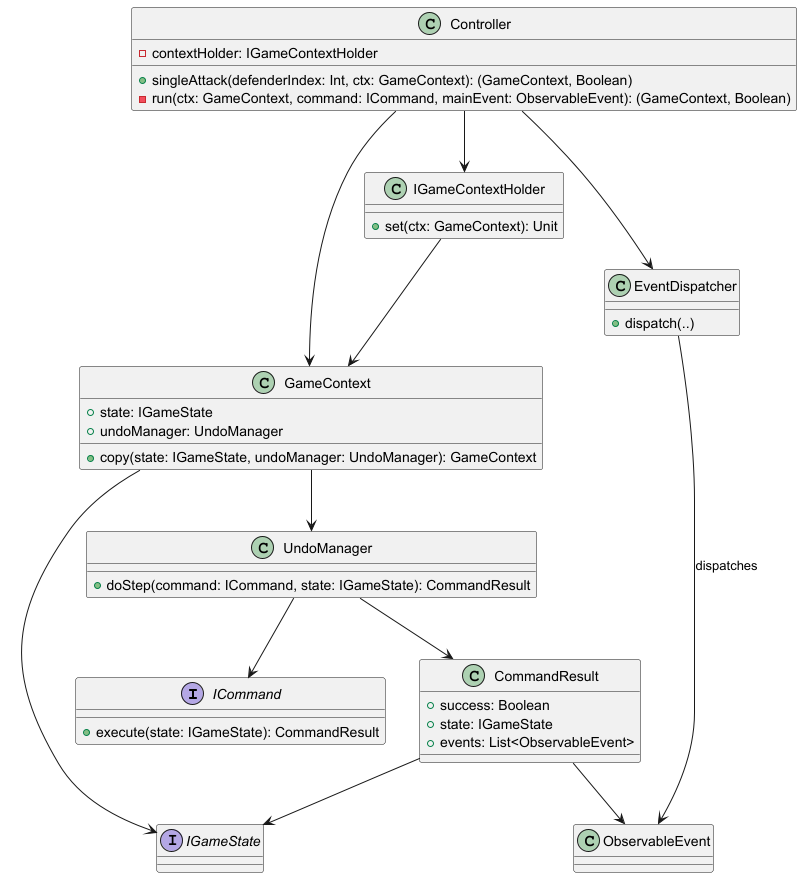 C Controller
contextHolder: IGameContextHolder
singleAttack(defenderIndex: Int, ctx: GameContext): (GameContext, Boolean)
run(ctx: GameContext, command: ICommand, mainEvent: ObservableEvent): (GameContext, Boolean)
C IGameContextHolder
set(ctx: GameContext): Unit
C EventDispatcher
dispatch(..)
C GameContext
state: IGameState
undoManager: UndoManager
copy(state: IGameState, undoManager: UndoManager): GameContext
C UndoManager
doStep(command: ICommand, state: IGameState): CommandResult
dispatches
I ICommand
execute(state: IGameState): CommandResult
C CommandResult
success: Boolean
state: IGameState
events: List<ObservableEvent>
I IGameState
C ObservableEvent